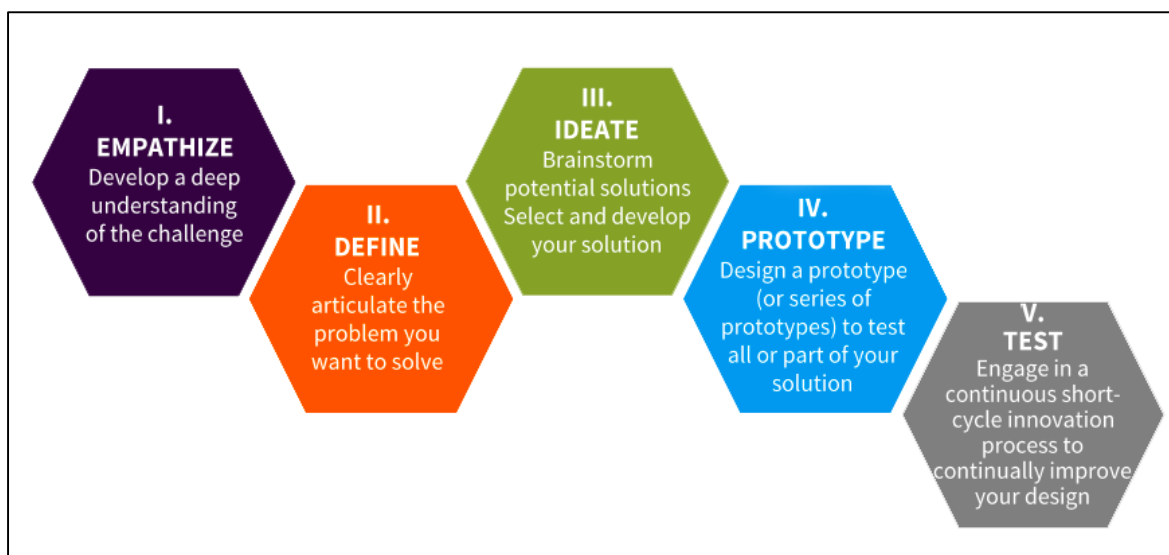 I.
EMPATHIZE
Develop a deep
understanding
of the challenge
II.
DEFINE
Clearly
articulate the
problem you
want to solve
III.
IDEATE
Brainstorm
potential solutions
Select and develop
your solution
IV.
PROTOTYPE
Design a prototype
(or series of
prototypes) to test
all or part of your
solution
V.
TEST
Engage in a
continuous short-
cycle innovation
process to
continually improve
your design